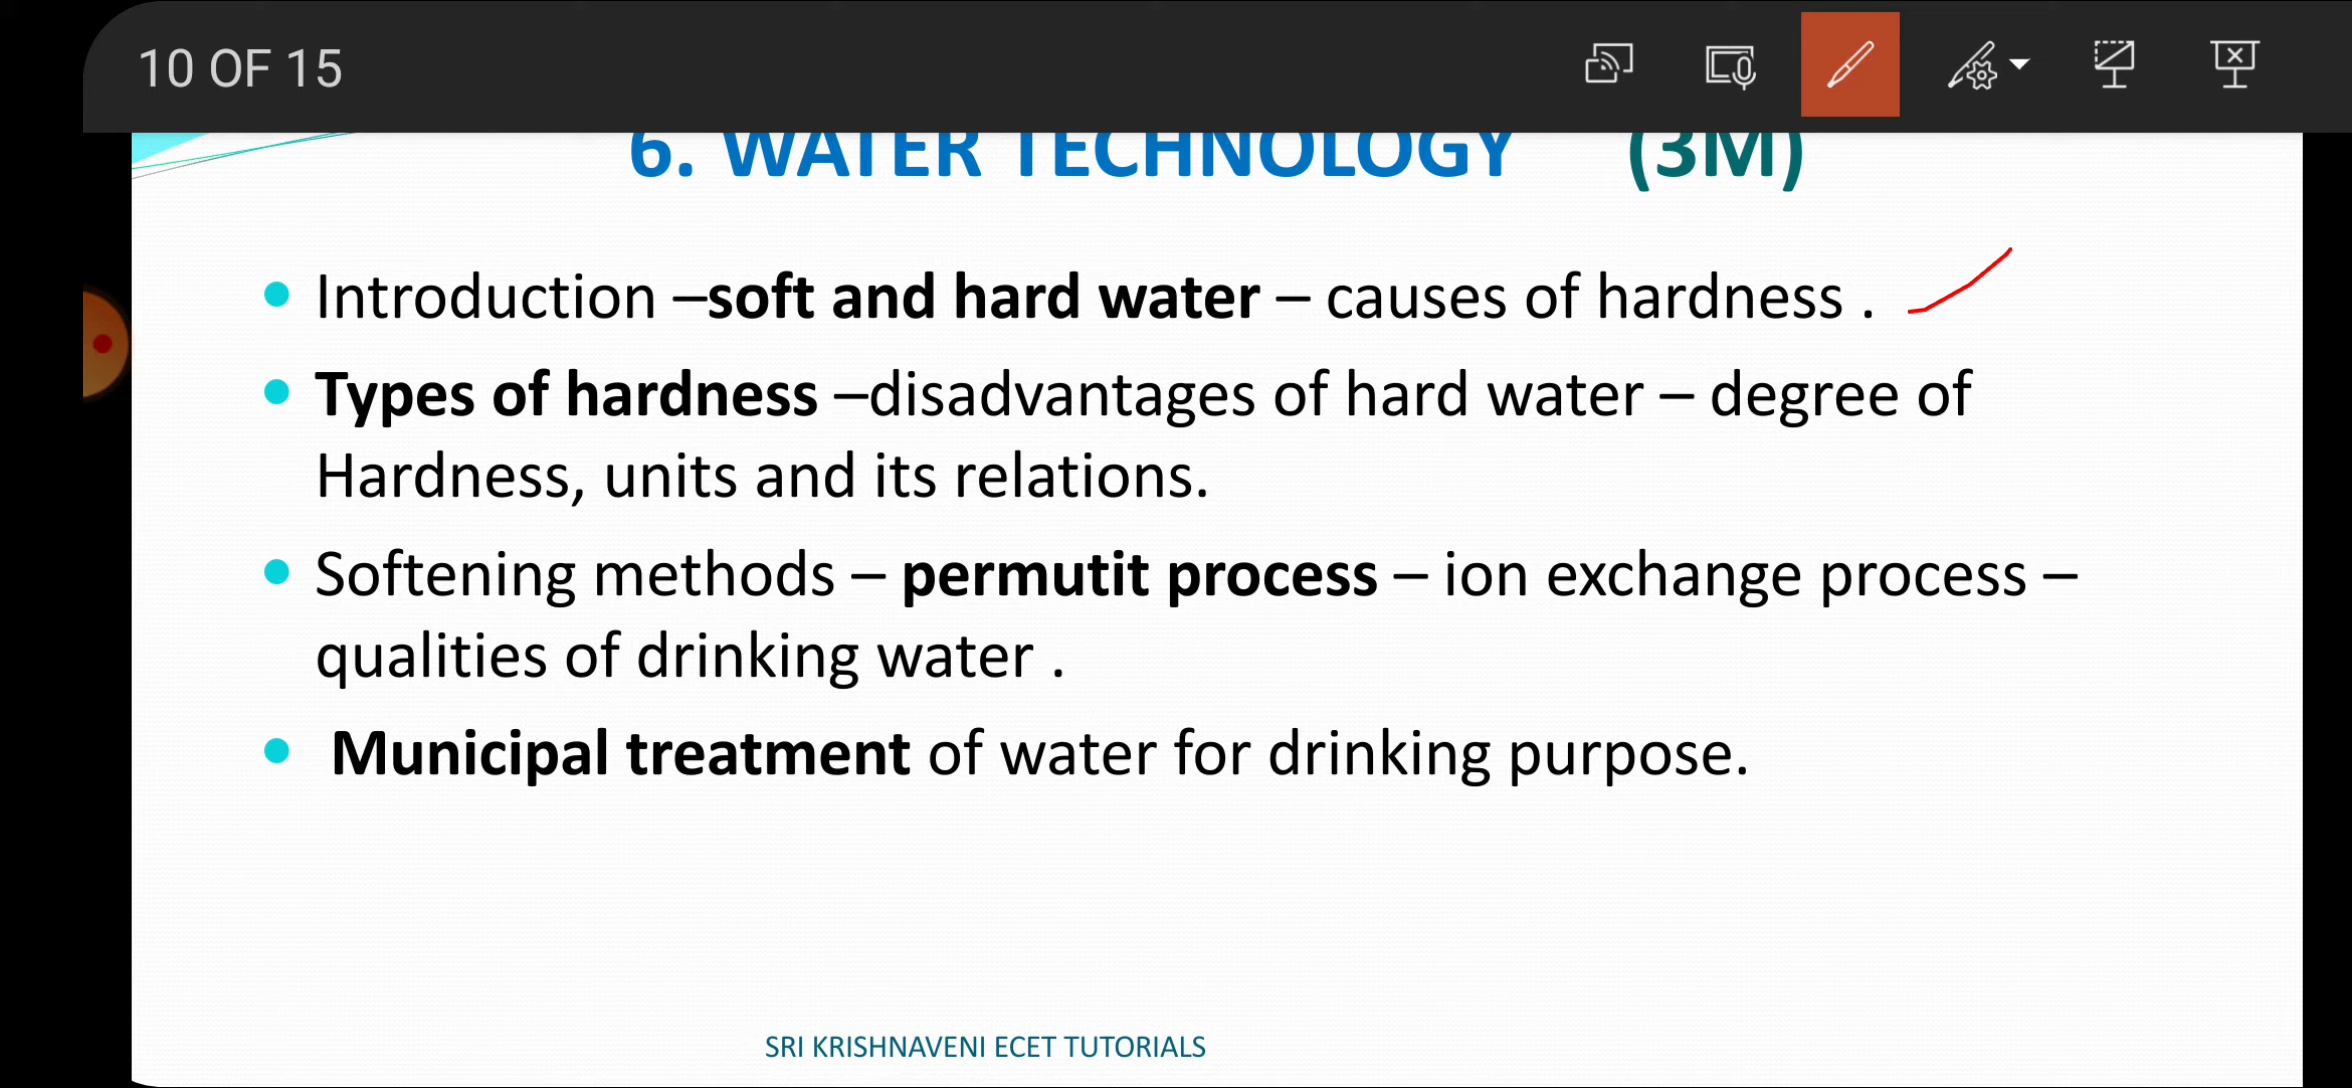 10 OF 15
6. WATER TECHNOLOGY (3M)
Introduction –soft and hard water – causes of hardness .
Types of hardness –disadvantages of hard water – degree of
Hardness, units and its relations.
Softening methods – permutit process – ion exchange process –
qualities of drinking water .
Municipal treatment of water for drinking purpose.
SRI KRISHNAVENI ECET TUTORIALS